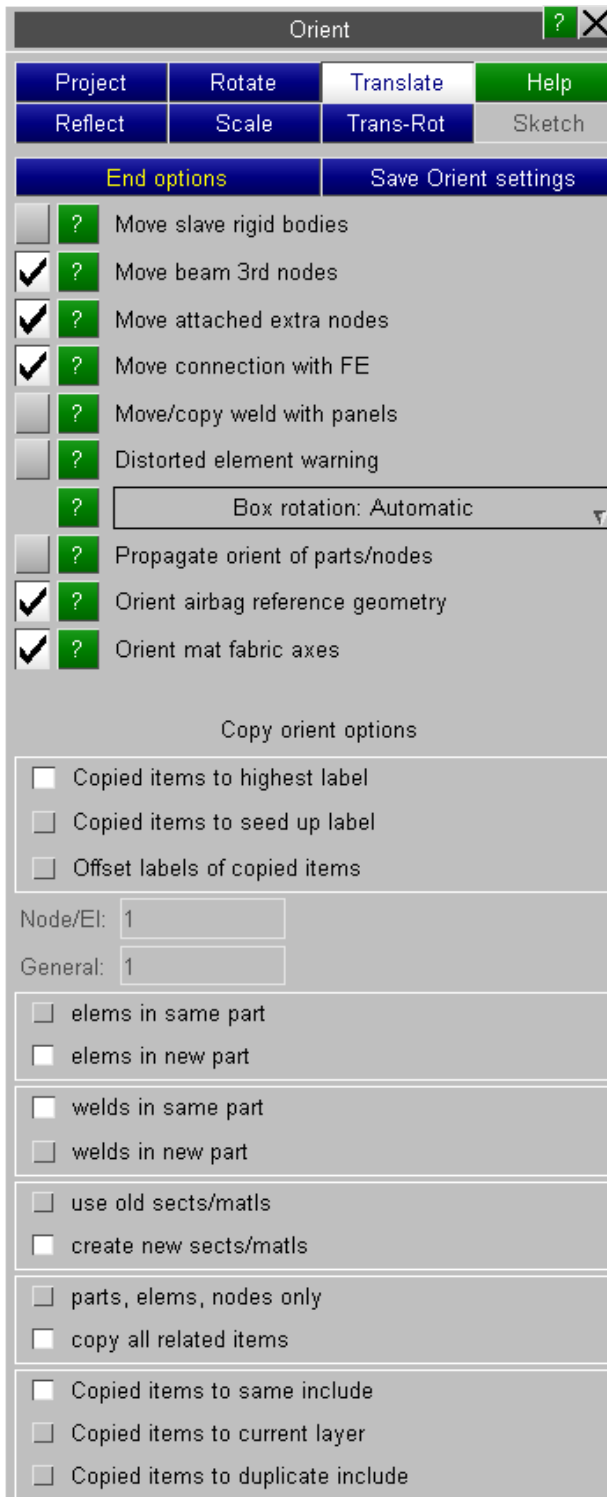 Orient ?
Project Rotate Translate Help
Reflect Scale Trans-Rot Sketch
End options Save Orient settings
? Move slave rigid bodies
? Move beam 3rd nodes
? Move attached extra nodes
? Move connection with FE
? Move/copy weld with panels
? Distorted element warning
? Box rotation: Automatic
? Propagate orient of parts/nodes
? Orient airbag reference geometry
? Orient mat fabric axes
Copy orient options
Copied items to highest label
Copied items to seed up label
Offset labels of copied items
Node/El: 1
General: 1
elems in same part
elems in new part
welds in same part
welds in new part
use old sects/matls
create new sects/matls
parts, elems, nodes only
copy all related items
Copied items to same include
Copied items to current layer
Copied items to duplicate include